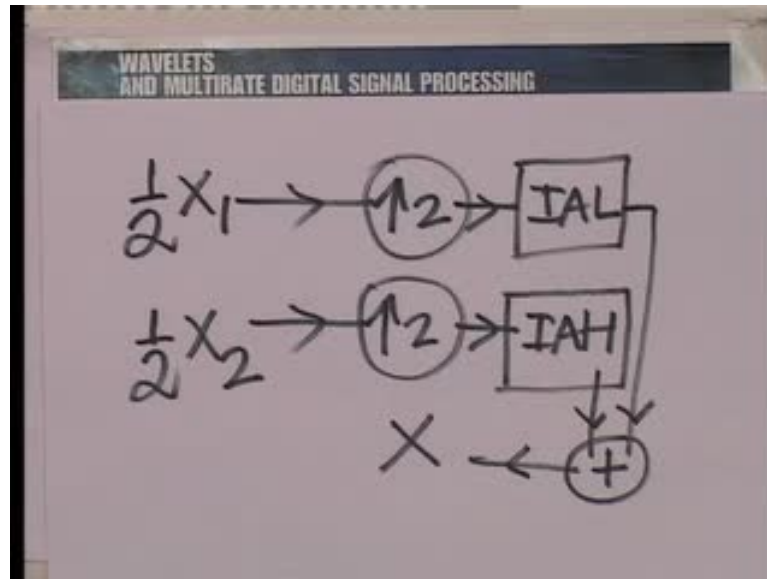 WAVELETS
AND MULTIRATE DIGITAL SIGNAL PROCESSING
1/2 X₁ → ↑2 → IAL
1/2 X₂ → ↑2 → IAH
X ← +